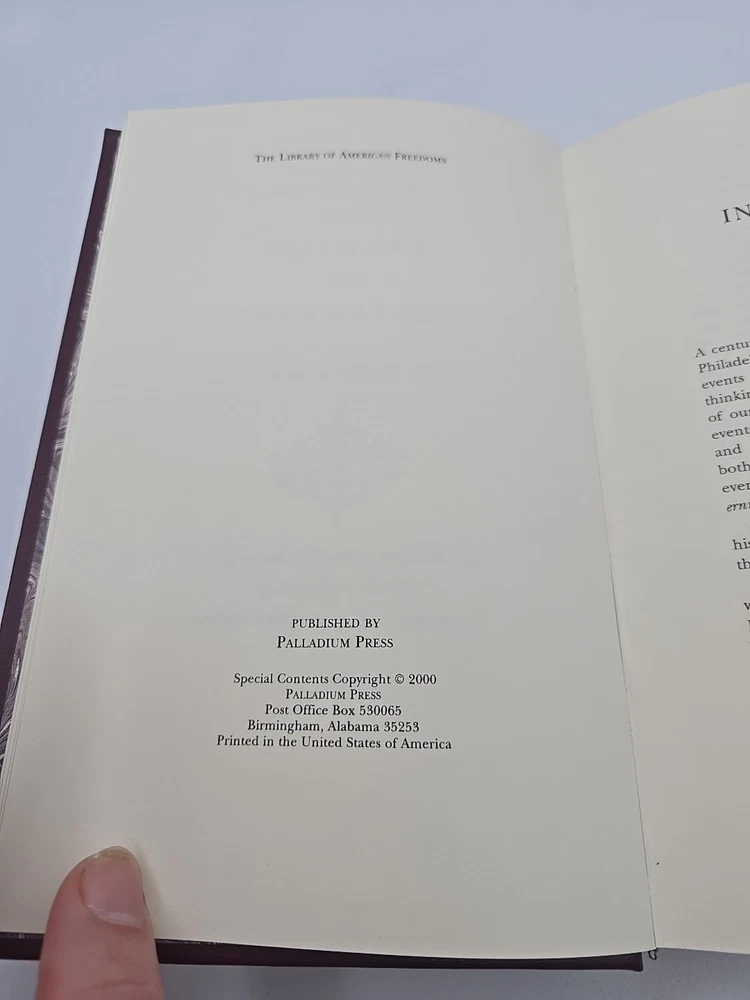 THE LIBRARY OF AMERICAN FREEDOMS
PUBLISHED BY
PALLADIUM PRESS
Special Contents Copyright © 2000
PALLADIUM PRESS
Post Office Box 530065
Birmingham, Alabama 35253
Printed in the United States of America
IN
A centu
Philade
events
thinkin
of ou
event
and
both
ever
ern
his
th
w